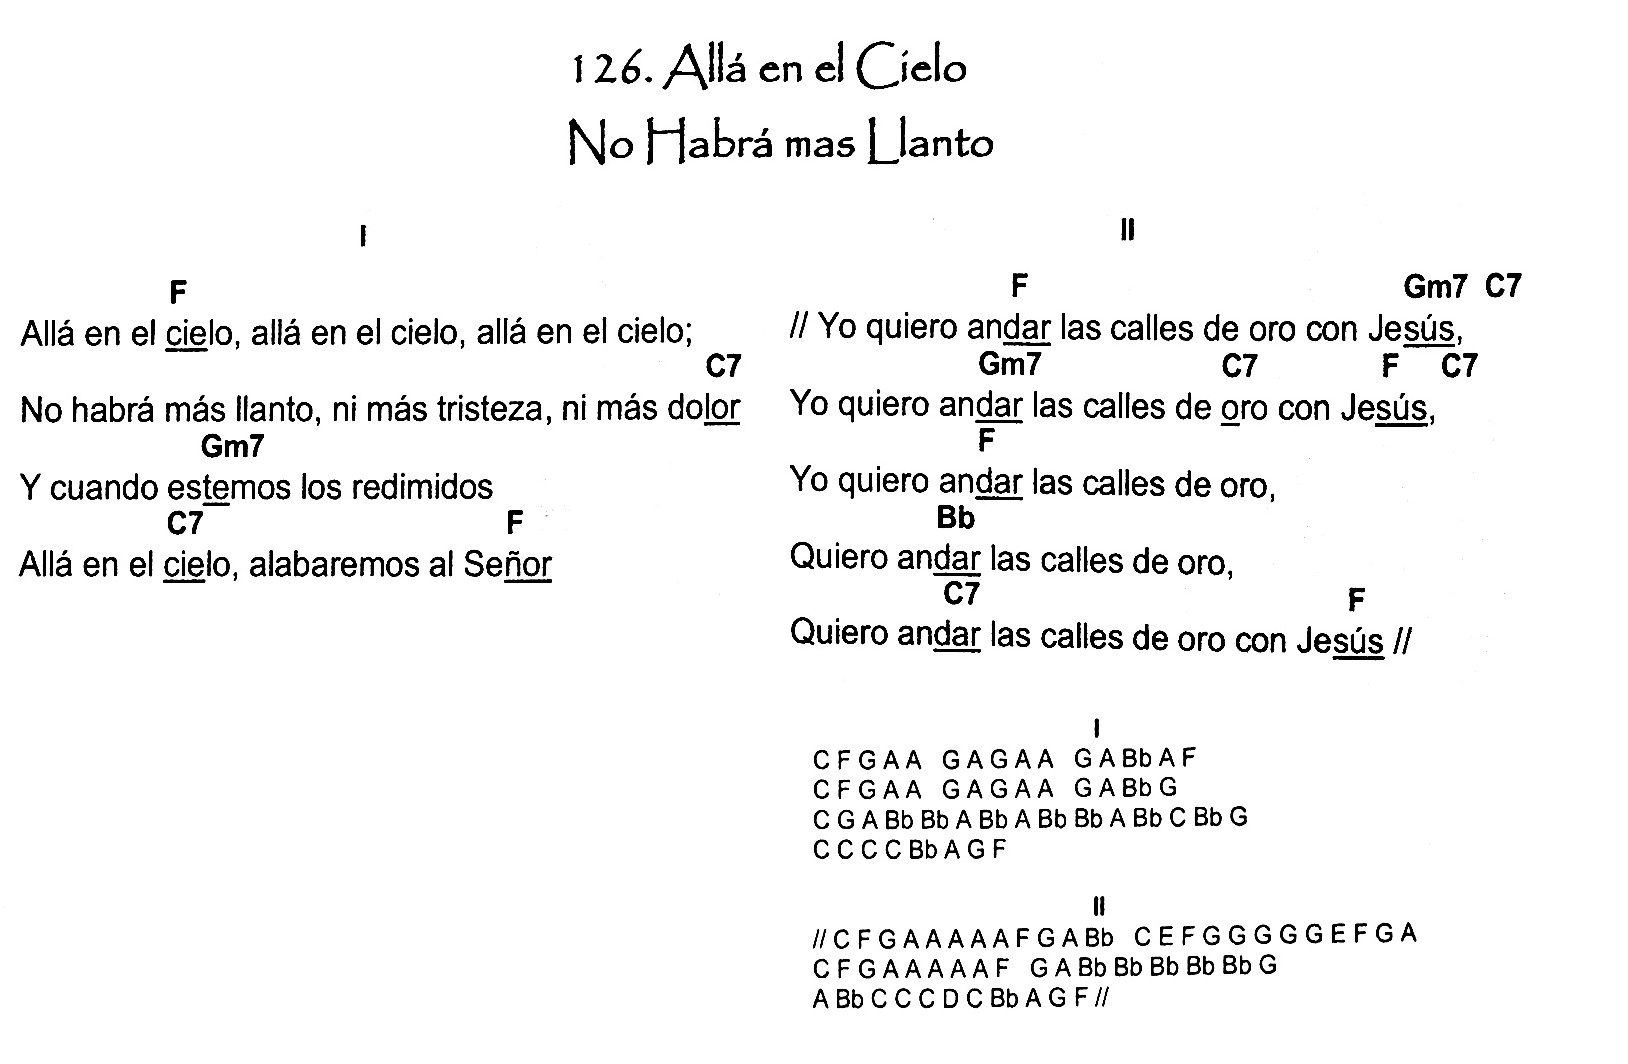 126. Allá en el Cielo
No Habrá mas Llanto
I
F
Allá en el cielo, allá en el cielo, allá en el cielo;
C7
No habrá más llanto, ni más tristeza, ni más dolor
Gm7
Y cuando estemos los redimidos
C7 F
Allá en el cielo, alabaremos al Señor
II
F Gm7 C7
// Yo quiero andar las calles de oro con Jesús,
Gm7 C7 F C7
Yo quiero andar las calles de oro con Jesús,
F
Yo quiero andar las calles de oro,
Bb
Quiero andar las calles de oro,
C7 F
Quiero andar las calles de oro con Jesús //
I
C F G A A G A G A A G A Bb A F
C F G A A G A G A A G A Bb G
C G A Bb Bb A Bb A Bb Bb A Bb C Bb G
C C C C Bb A G F
II
// C F G A A A A A F G A Bb C E F G G G G G E F G A
C F G A A A A A F G A Bb Bb Bb Bb Bb G
A Bb C C C D C Bb A G F //